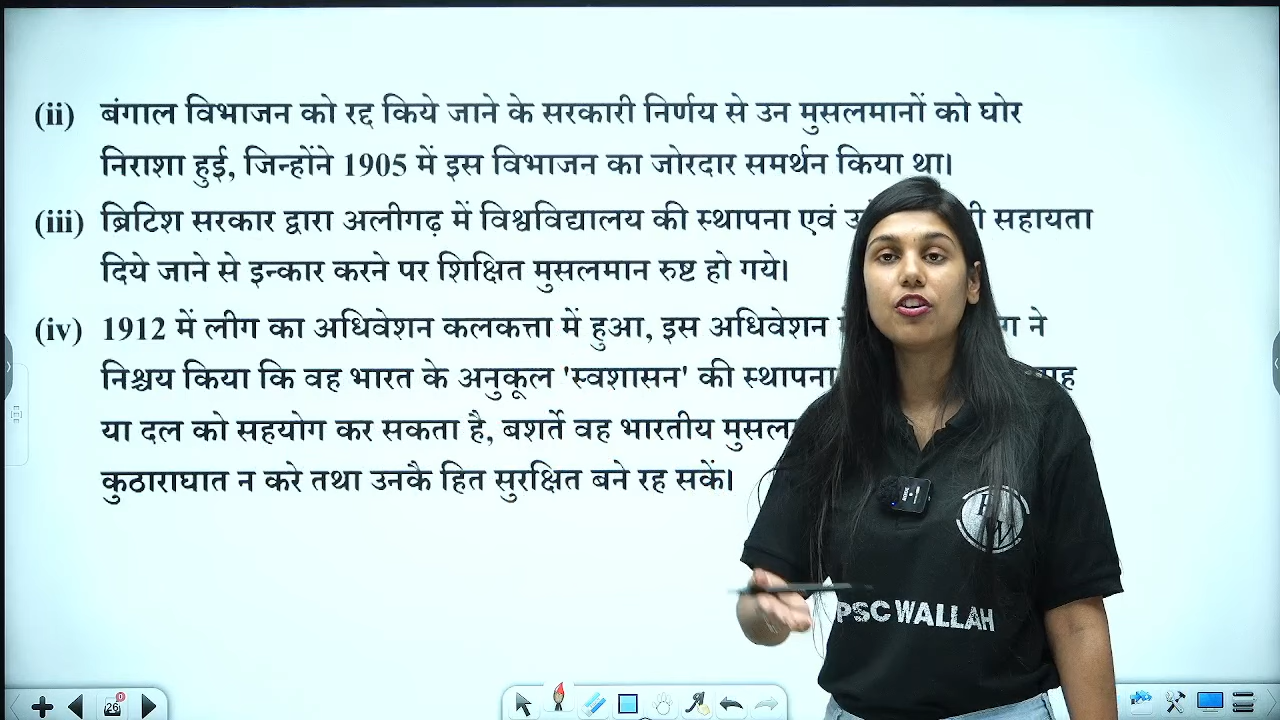 (ii) बंगाल विभाजन को रद्द किये जाने के सरकारी निर्णय से उन मुसलमानों को घोर
निराशा हुई, जिन्होंने 1905 में इस विभाजन का जोरदार समर्थन किया था।
(iii) ब्रिटिश सरकार द्वारा अलीगढ़ में विश्वविद्यालय की स्थापना एवं सहायता
दिये जाने से इन्कार करने पर शिक्षित मुसलमान रुष्ट हो गये।
(iv) 1912 में लीग का अधिवेशन कलकत्ता में हुआ, इस अधिवेशन ने
निश्चय किया कि वह भारत के अनुकूल 'स्वशासन' की स्थापना
या दल को सहयोग कर सकता है, बशर्ते वह भारतीय
कुठाराघात न करे तथा उनकै हित सुरक्षित बने रह सकें।
PSC WALLAH
26